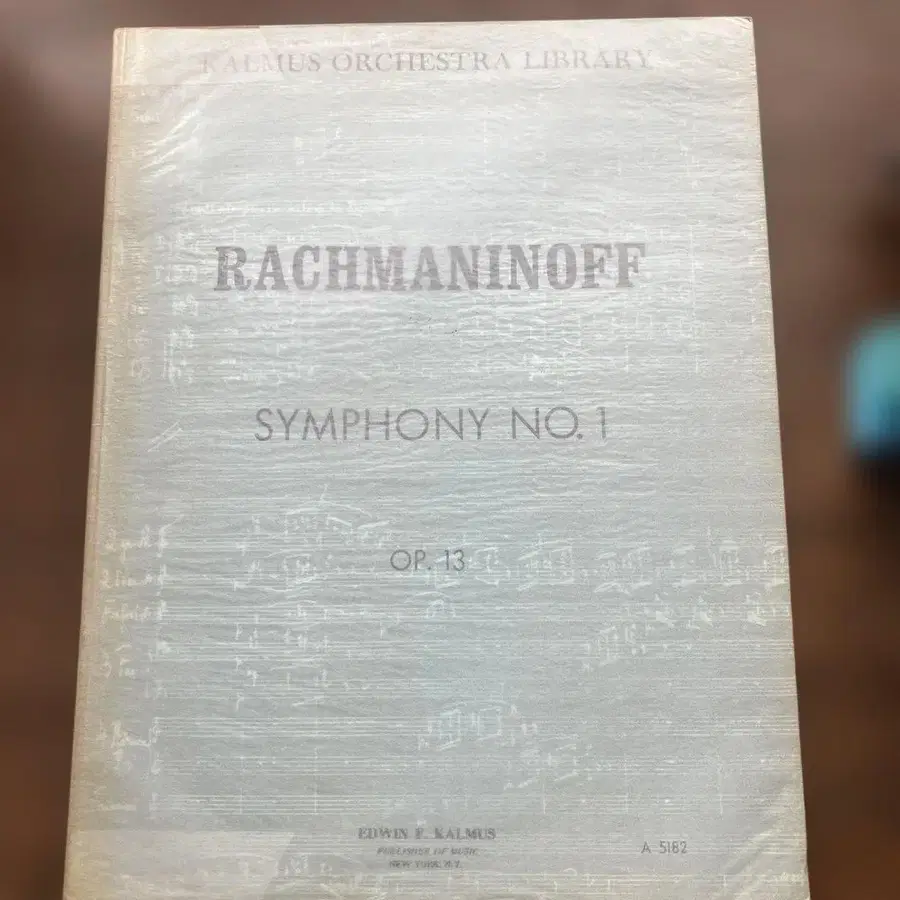 KALMUS ORCHESTRA LIBRARY
RACHMANINOFF
SYMPHONY NO. 1
OP. 13
EDWIN F. KALMUS
PUBLISHER OF MUSIC
NEW YORK, N.Y.
A 5182